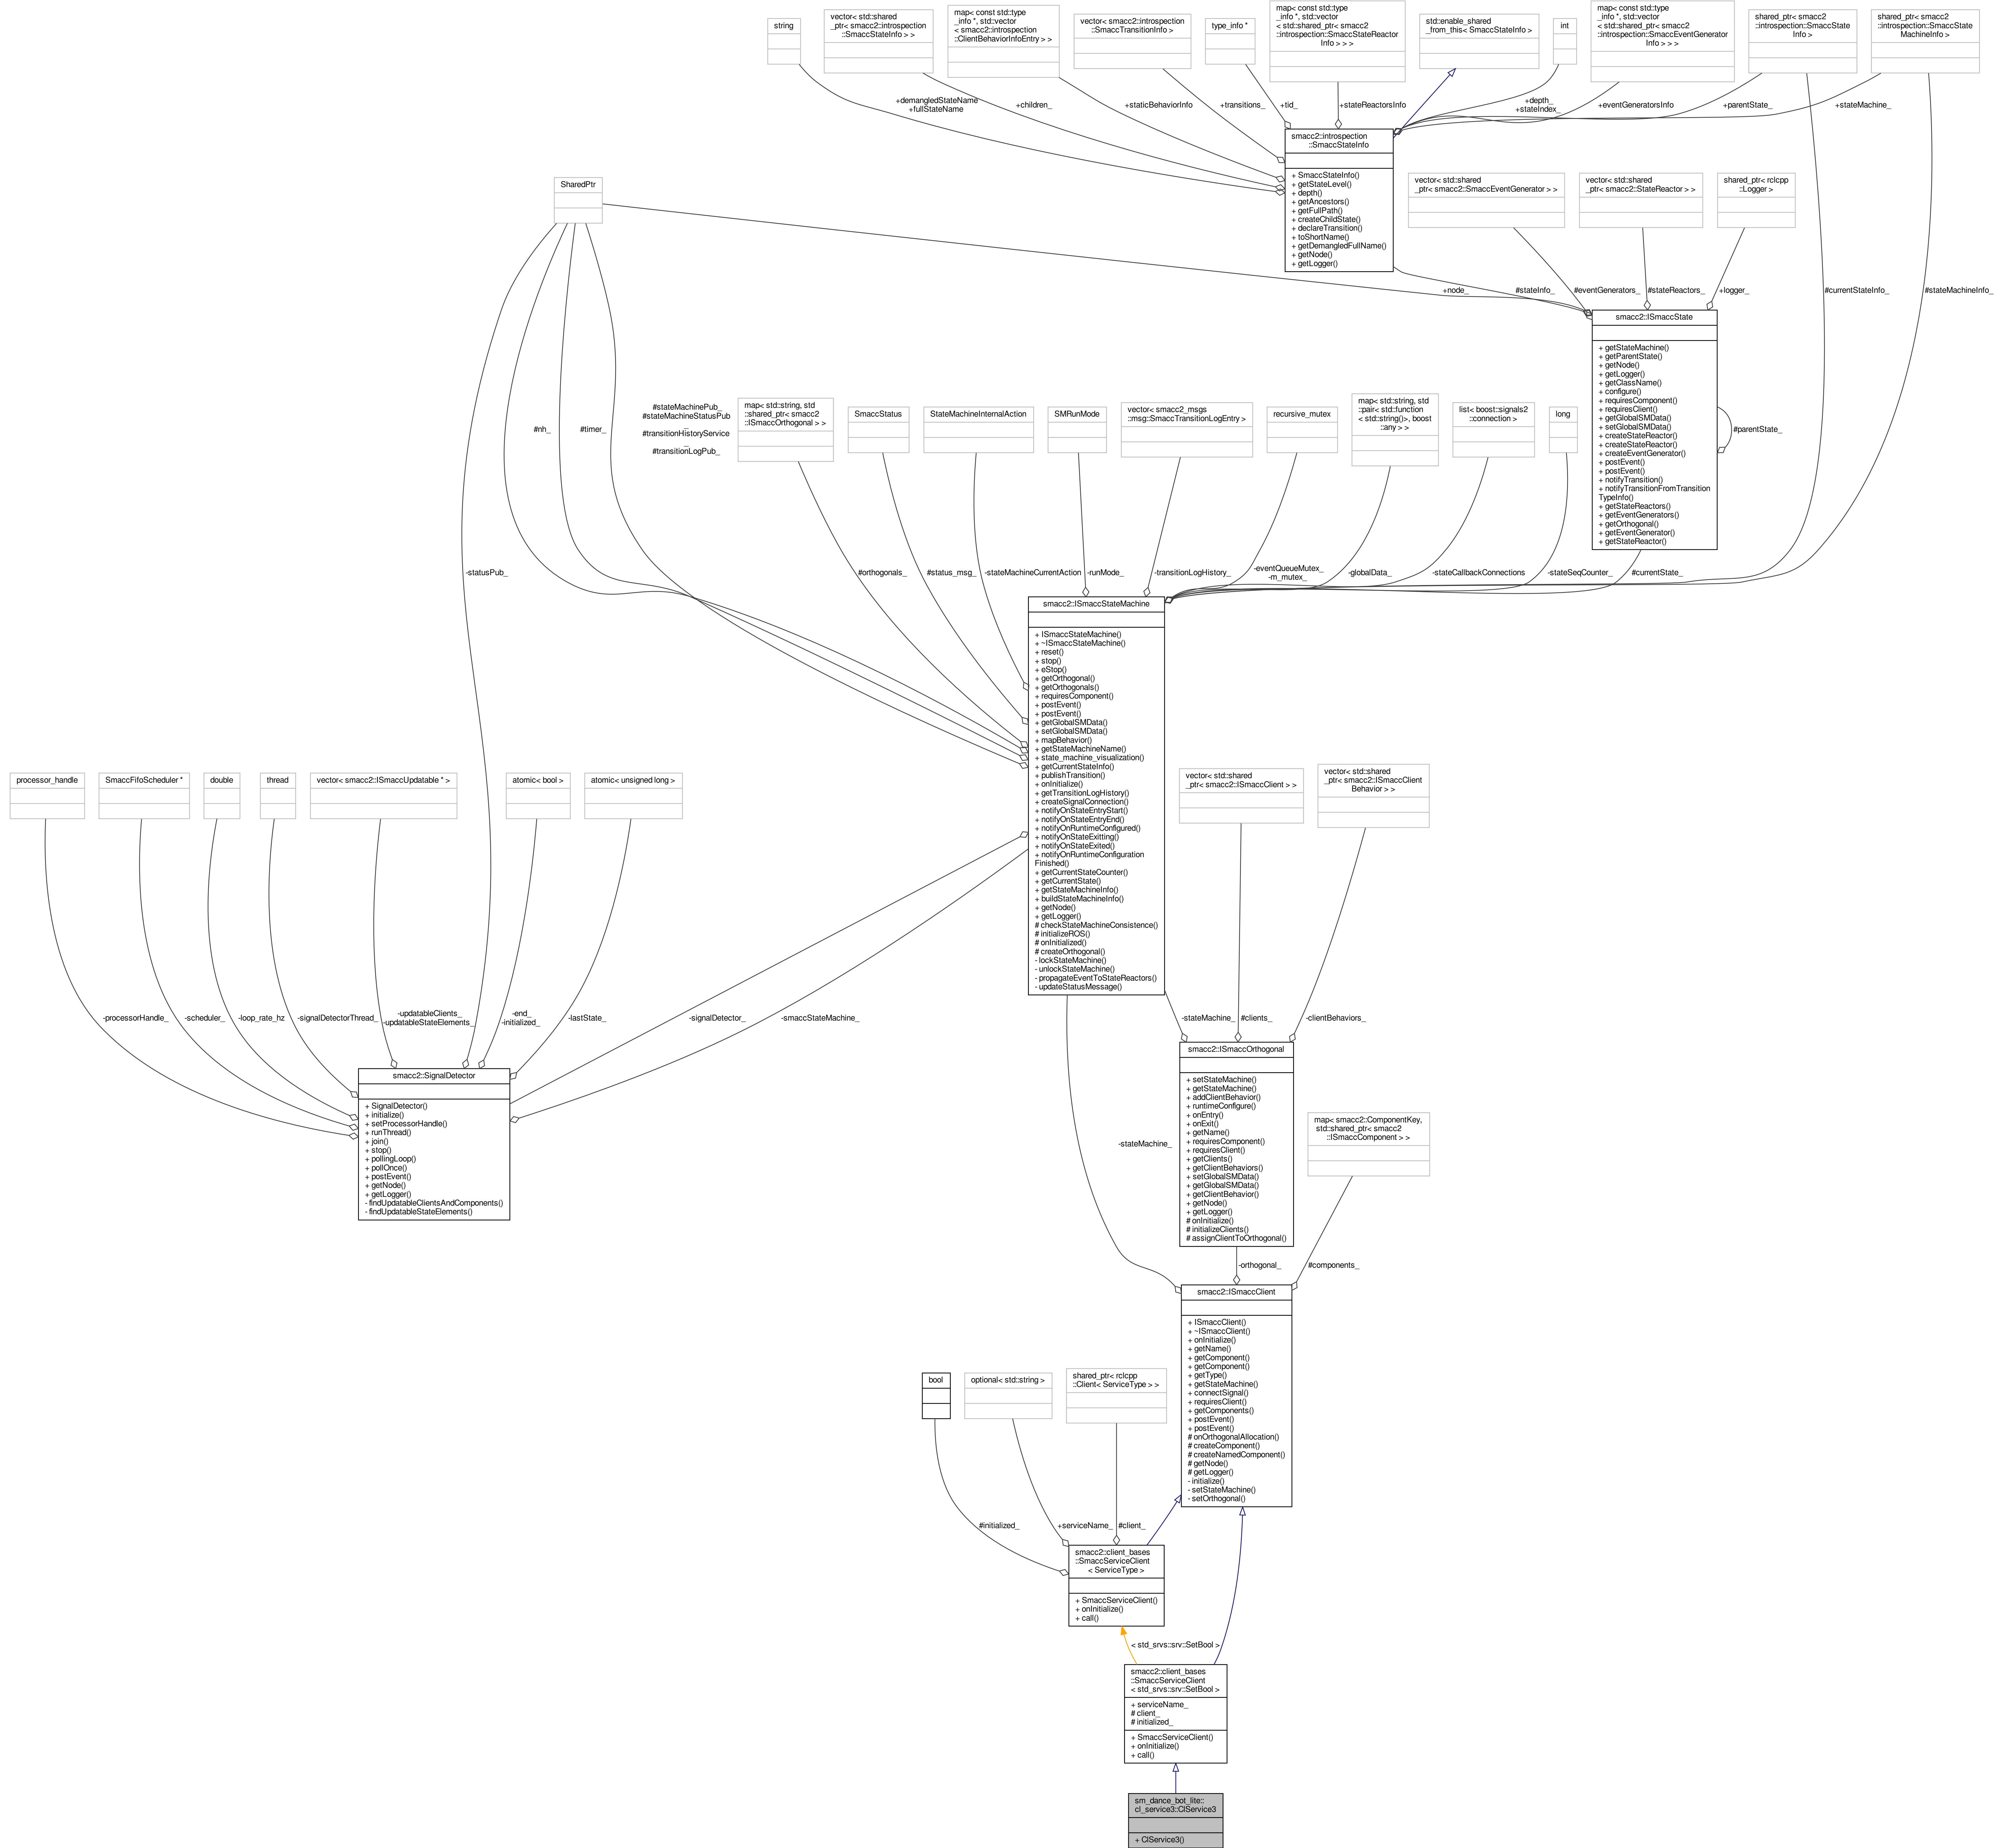 string
vector< std::shared
_ptr< smacc2::introspection
::SmaccStateInfo > >
map< const std::type
_info *, std::vector
< smacc2::introspection
::ClientBehaviorInfoEntry > >
vector< smacc2::introspection
::SmaccTransitionInfo >
type_info *
map< const std::type
_info *, std::vector
< std::shared_ptr< smacc2
::introspection::SmaccStateReactor
Info > > >
std::enable_shared
_from_this< SmaccStateInfo >
int
map< const std::type
_info *, std::vector
< std::shared_ptr< smacc2
::introspection::SmaccEventGenerator
Info > > >
shared_ptr< smacc2
::introspection::SmaccState
Info >
shared_ptr< smacc2
::introspection::SmaccState
MachineInfo >
+demangledStateName
+fullStateName
+children_
+staticBehaviorInfo
+transitions_
+tid_
+stateReactorsInfo
+depth_
+stateIndex_
+eventGeneratorsInfo
+parentState_
+stateMachine_
smacc2::introspection
::SmaccStateInfo
+ SmaccStateInfo()
+ getStateLevel()
+ depth()
+ getAncestors()
+ getFullPath()
+ createChildState()
+ declareTransition()
+ toShortName()
+ getDemangledFullName()
+ getNode()
+ getLogger()
SharedPtr
vector< std::shared
_ptr< smacc2::SmaccEventGenerator > >
vector< std::shared
_ptr< smacc2::StateReactor > >
shared_ptr< rclcpp
::Logger >
+node_
#stateInfo_
#eventGenerators_
#stateReactors_
+logger_
#currentStateInfo_
#stateMachineInfo_
smacc2::ISmaccState
+ getStateMachine()
+ getParentState()
+ getNode()
+ getLogger()
+ getClassName()
+ configure()
+ requiresComponent()
+ requiresClient()
+ getGlobalSMData()
+ setGlobalSMData()
+ createStateReactor()
+ createStateReactor()
+ createEventGenerator()
+ postEvent()
+ postEvent()
+ notifyTransition()
+ notifyTransitionFromTransition
TypeInfo()
+ getStateReactors()
+ getEventGenerators()
+ getOrthogonal()
+ getEventGenerator()
+ getStateReactor()
#parentState_
#nh_
#timer_
#stateMachinePub_
#stateMachineStatusPub
_
#transitionHistoryService
_
#transitionLogPub_
map< std::string, std
::shared_ptr< smacc2
::ISmaccOrthogonal > >
SmaccStatus
StateMachineInternalAction
SMRunMode
vector< smacc2_msgs
::msg::SmaccTransitionLogEntry >
recursive_mutex
map< std::string, std
::pair< std::function
< std::string()>, boost
::any > >
list< boost::signals2
::connection >
long
-statusPub_
#orthogonals_
#status_msg_
-stateMachineCurrentAction
-runMode_
-transitionLogHistory_
-eventQueueMutex_
-m_mutex_
-globalData_
-stateCallbackConnections
-stateSeqCounter_
#currentState_
smacc2::ISmaccStateMachine
+ ISmaccStateMachine()
+ ~ISmaccStateMachine()
+ reset()
+ stop()
+ eStop()
+ getOrthogonal()
+ getOrthogonals()
+ requiresComponent()
+ postEvent()
+ postEvent()
+ getGlobalSMData()
+ setGlobalSMData()
+ mapBehavior()
+ getStateMachineName()
+ state_machine_visualization()
+ getCurrentStateInfo()
+ publishTransition()
+ onInitialize()
+ getTransitionLogHistory()
+ createSignalConnection()
+ notifyOnStateEntryStart()
+ notifyOnStateEntryEnd()
+ notifyOnRuntimeConfigured()
+ notifyOnStateExitting()
+ notifyOnStateExited()
+ notifyOnRuntimeConfiguration
Finished()
+ getCurrentStateCounter()
+ getCurrentState()
+ getStateMachineInfo()
+ buildStateMachineInfo()
+ getNode()
+ getLogger()
# checkStateMachineConsistence()
# initializeROS()
# onInitialized()
# createOrthogonal()
- lockStateMachine()
- unlockStateMachine()
- propagateEventToStateReactors()
- updateStatusMessage()
processor_handle
SmaccFifoScheduler *
double
thread
vector< smacc2::ISmaccUpdatable * >
atomic< bool >
atomic< unsigned long >
vector< std::shared
_ptr< smacc2::ISmaccClient > >
vector< std::shared
_ptr< smacc2::ISmaccClient
Behavior > >
-processorHandle_
-scheduler_
-loop_rate_hz
-signalDetectorThread_
-updatableClients_
-updatableStateElements_
-end_
-initialized_
-lastState_
-signalDetector_
-smaccStateMachine_
-stateMachine_
#clients_
-clientBehaviors_
smacc2::SignalDetector
+ SignalDetector()
+ initialize()
+ setProcessorHandle()
+ runThread()
+ join()
+ stop()
+ pollingLoop()
+ pollOnce()
+ postEvent()
+ getNode()
+ getLogger()
- findUpdatableClientsAndComponents()
- findUpdatableStateElements()
smacc2::ISmaccOrthogonal
+ setStateMachine()
+ getStateMachine()
+ addClientBehavior()
+ runtimeConfigure()
+ onEntry()
+ onExit()
+ getName()
+ requiresComponent()
+ requiresClient()
+ getClients()
+ getClientBehaviors()
+ setGlobalSMData()
+ getGlobalSMData()
+ getClientBehavior()
+ getNode()
+ getLogger()
# onInitialize()
# initializeClients()
# assignClientToOrthogonal()
map< smacc2::ComponentKey,
std::shared_ptr< smacc2
::ISmaccComponent > >
-stateMachine_
-orthogonal_
#components_
smacc2::ISmaccClient
+ ISmaccClient()
+ ~ISmaccClient()
+ onInitialize()
+ getName()
+ getComponent()
+ getComponent()
+ getType()
+ getStateMachine()
+ connectSignal()
+ requiresClient()
+ getComponents()
+ postEvent()
+ postEvent()
# onOrthogonalAllocation()
# createComponent()
# createNamedComponent()
# getNode()
# getLogger()
- initialize()
- setStateMachine()
- setOrthogonal()
bool
optional< std::string >
shared_ptr< rclcpp
::Client< ServiceType > >
#initialized_
+serviceName_
#client_
smacc2::client_bases
::SmaccServiceClient
< ServiceType >
+ SmaccServiceClient()
+ onInitialize()
+ call()
< std_srvs::srv::SetBool >
smacc2::client_bases
::SmaccServiceClient
< std_srvs::srv::SetBool >
+ serviceName_
# client_
# initialized_
+ SmaccServiceClient()
+ onInitialize()
+ call()
sm_dance_bot_lite::
cl_service3::ClService3
+ ClService3()